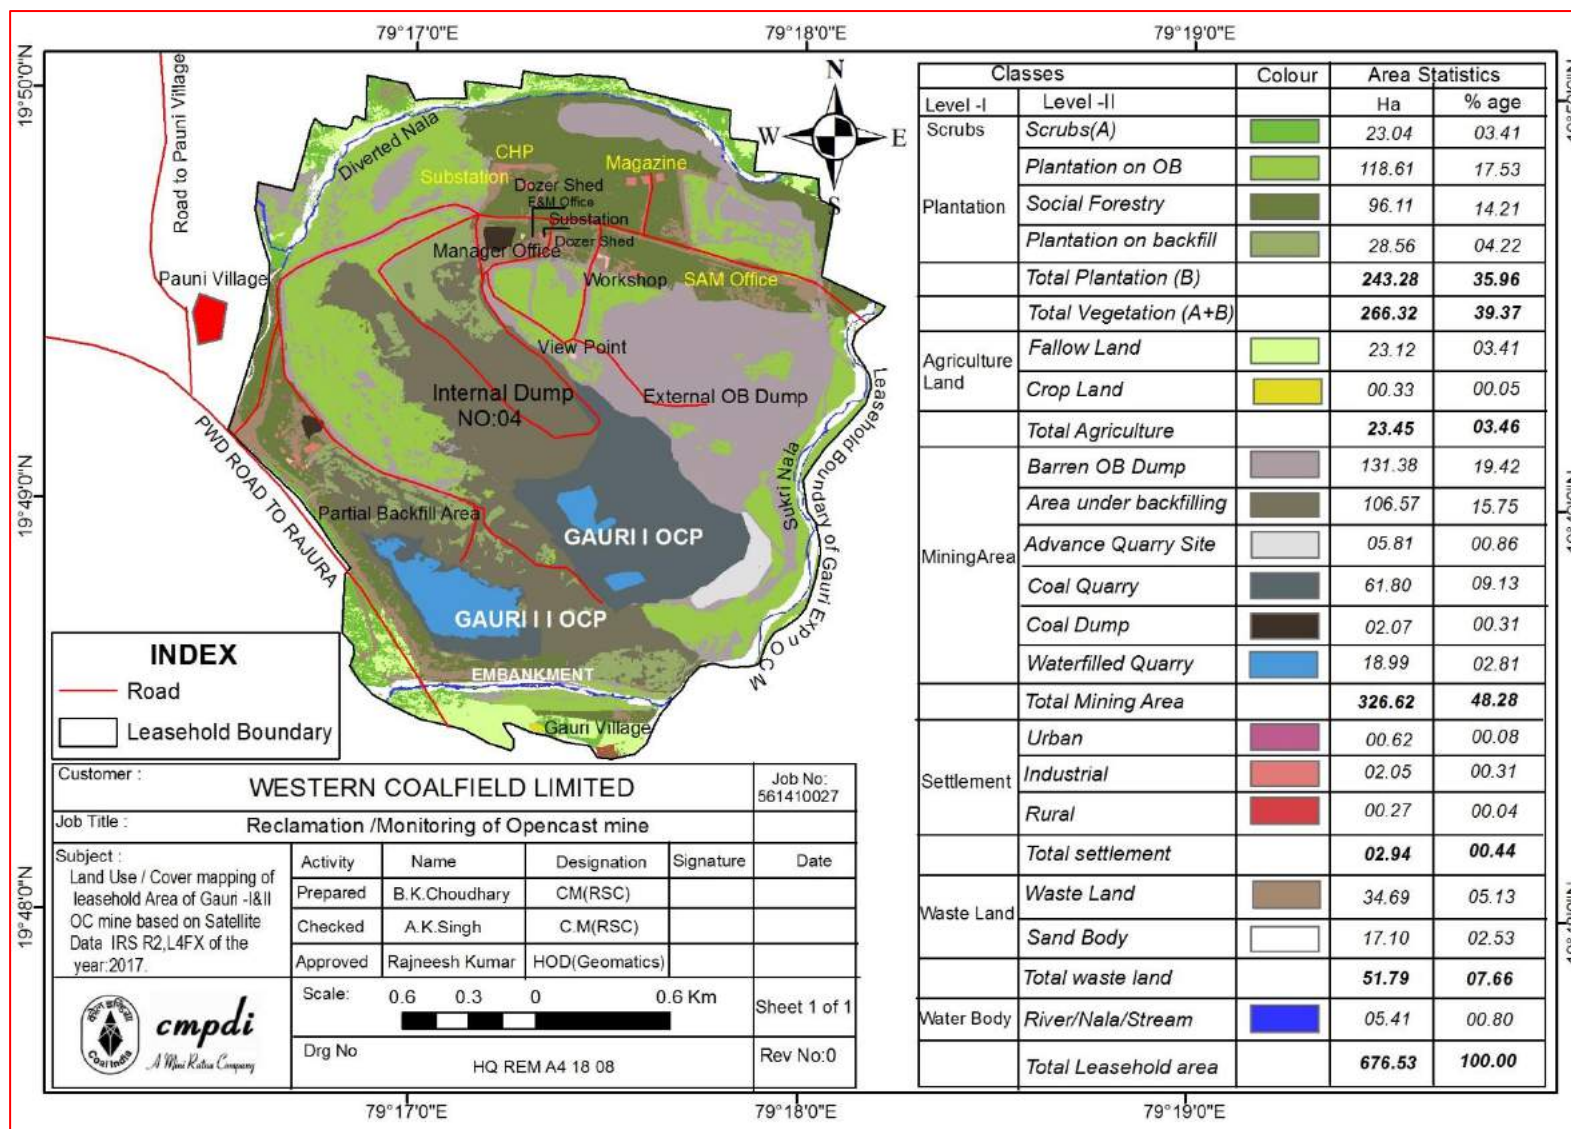 79°17'0"E 79°18'0"E 79°19'0"E
19°50'0"N
19°49'0"N
19°48'0"N
N
W E
S
Road to Pauni Village
Diverted Nala
CHP
Magazine
Substation
Dozer Shed
E&M Office
Substation
Manager Office
Dozer Shed
Pauni Village
Workshop
SAM Office
View Point
Internal Dump
NO:04
External OB Dump
PWD ROAD TO RAJURA
Sukri Nala
Leasehold Boundary of Gauri Expn OCM
Partial Backfill Area
GAURI I OCP
GAURI I I OCP
EMBANKMENT
Gauri Village
INDEX
Road
Leasehold Boundary
Customer :
WESTERN COALFIELD LIMITED
Job No:
561410027
Job Title :
Reclamation /Monitoring of Opencast mine
Subject :
Land Use / Cover mapping of
leasehold Area of Gauri -I&II
OC mine based on Satellite
Data IRS R2,L4FX of the
year:2017.
Activity Name Designation Signature Date
Prepared B.K.Choudhary CM(RSC)
Checked A.K.Singh C.M(RSC)
Approved Rajneesh Kumar HOD(Geomatics)
Coal India
cmpdi
A Mini Ratna Company
Scale: 0.6 0.3 0 0.6 Km
Sheet 1 of 1
Drg No
HQ REM A4 18 08
Rev No:0
79°17'0"E 79°18'0"E 79°19'0"E
Classes Colour Area Statistics
Level -I Level -II Ha % age
Scrubs Scrubs(A) 23.04 03.41
Plantation on OB 118.61 17.53
Plantation Social Forestry 96.11 14.21
Plantation on backfill 28.56 04.22
Total Plantation (B) 243.28 35.96
Total Vegetation (A+B) 266.32 39.37
Agriculture Land Fallow Land 23.12 03.41
Crop Land 00.33 00.05
Total Agriculture 23.45 03.46
Barren OB Dump 131.38 19.42
Area under backfilling 106.57 15.75
MiningArea Advance Quarry Site 05.81 00.86
Coal Quarry 61.80 09.13
Coal Dump 02.07 00.31
Waterfilled Quarry 18.99 02.81
Total Mining Area 326.62 48.28
Urban 00.62 00.08
Settlement Industrial 02.05 00.31
Rural 00.27 00.04
Total settlement 02.94 00.44
Waste Land Waste Land 34.69 05.13
Sand Body 17.10 02.53
Total waste land 51.79 07.66
Water Body River/Nala/Stream 05.41 00.80
Total Leasehold area 676.53 100.00